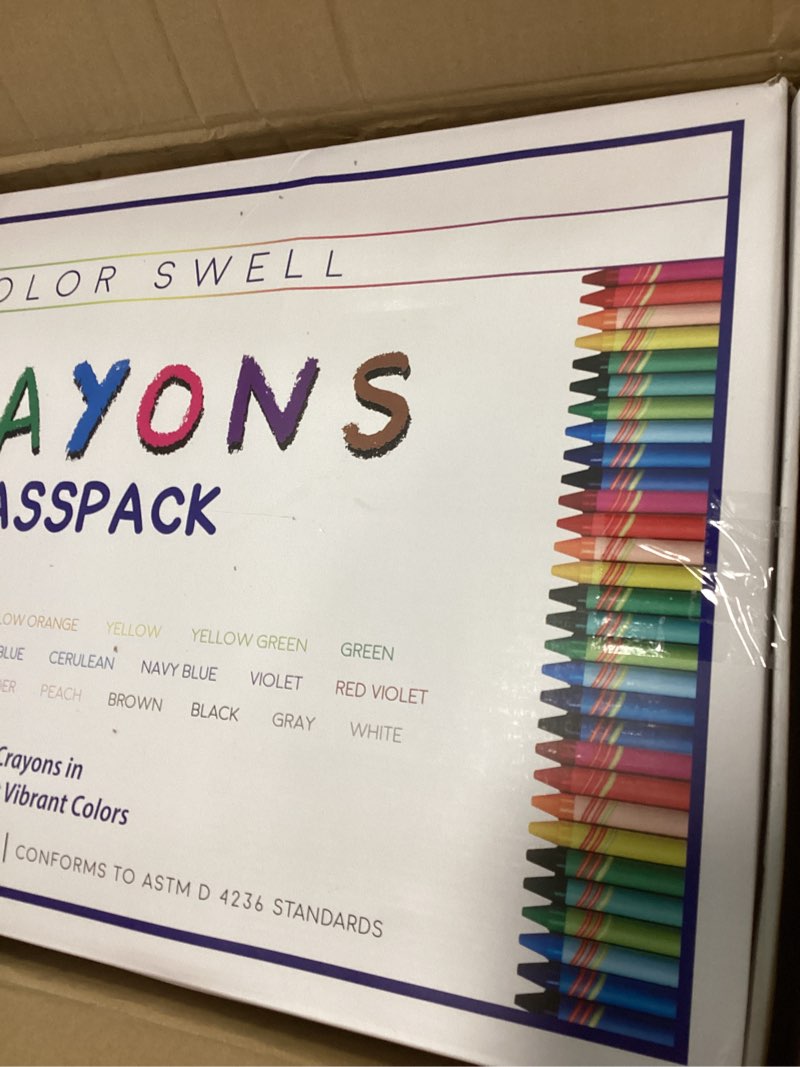 OLOR SWELL
AYONS
ASSPACK
LOW ORANGE YELLOW YELLOW GREEN GREEN
BLUE CERULEAN NAVY BLUE VIOLET RED VIOLET
ER PEACH BROWN BLACK GRAY WHITE
Crayons in
Vibrant Colors
| CONFORMS TO ASTM D 4236 STANDARDS